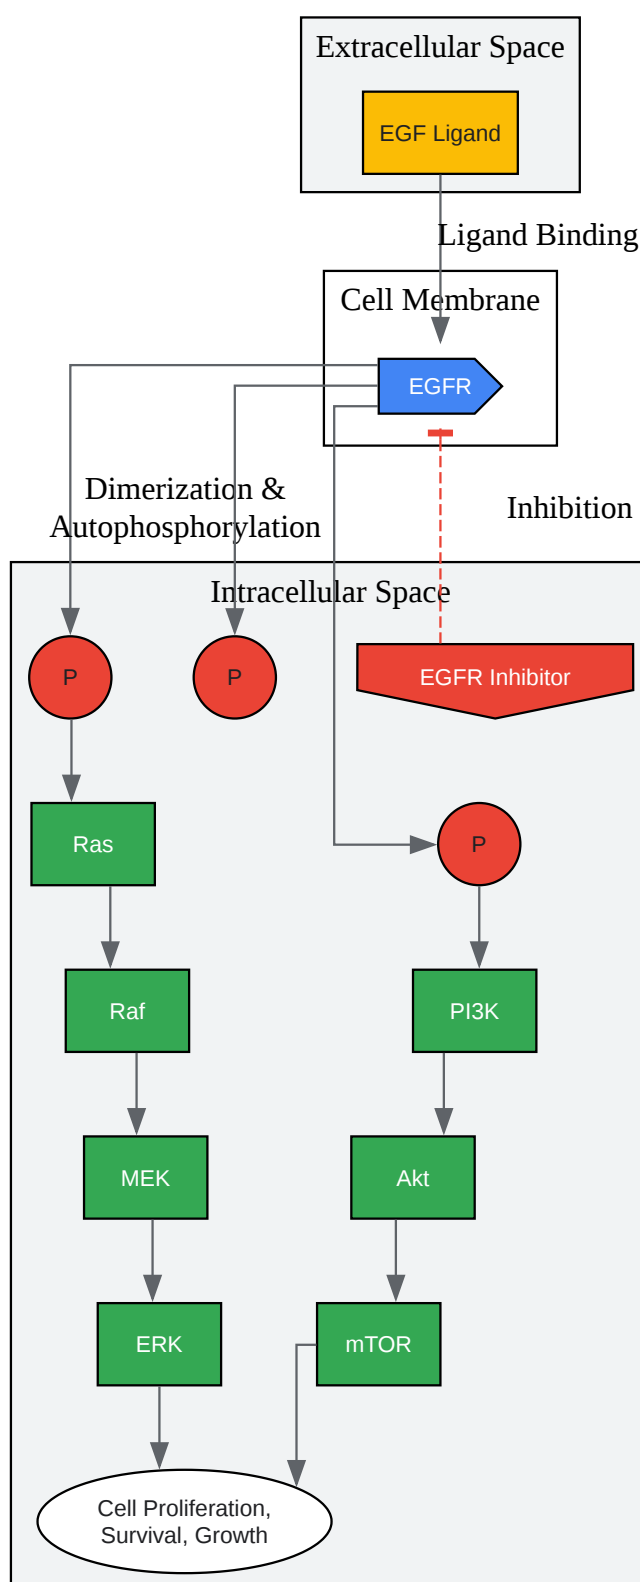 Extracellular Space
EGF Ligand
Ligand Binding
Cell Membrane
EGFR
Dimerization &
Autophosphorylation
Inhibition
Intracellular Space
P
P
EGFR Inhibitor
Ras
P
Raf
PI3K
MEK
Akt
ERK
mTOR
Cell Proliferation,
Survival, Growth